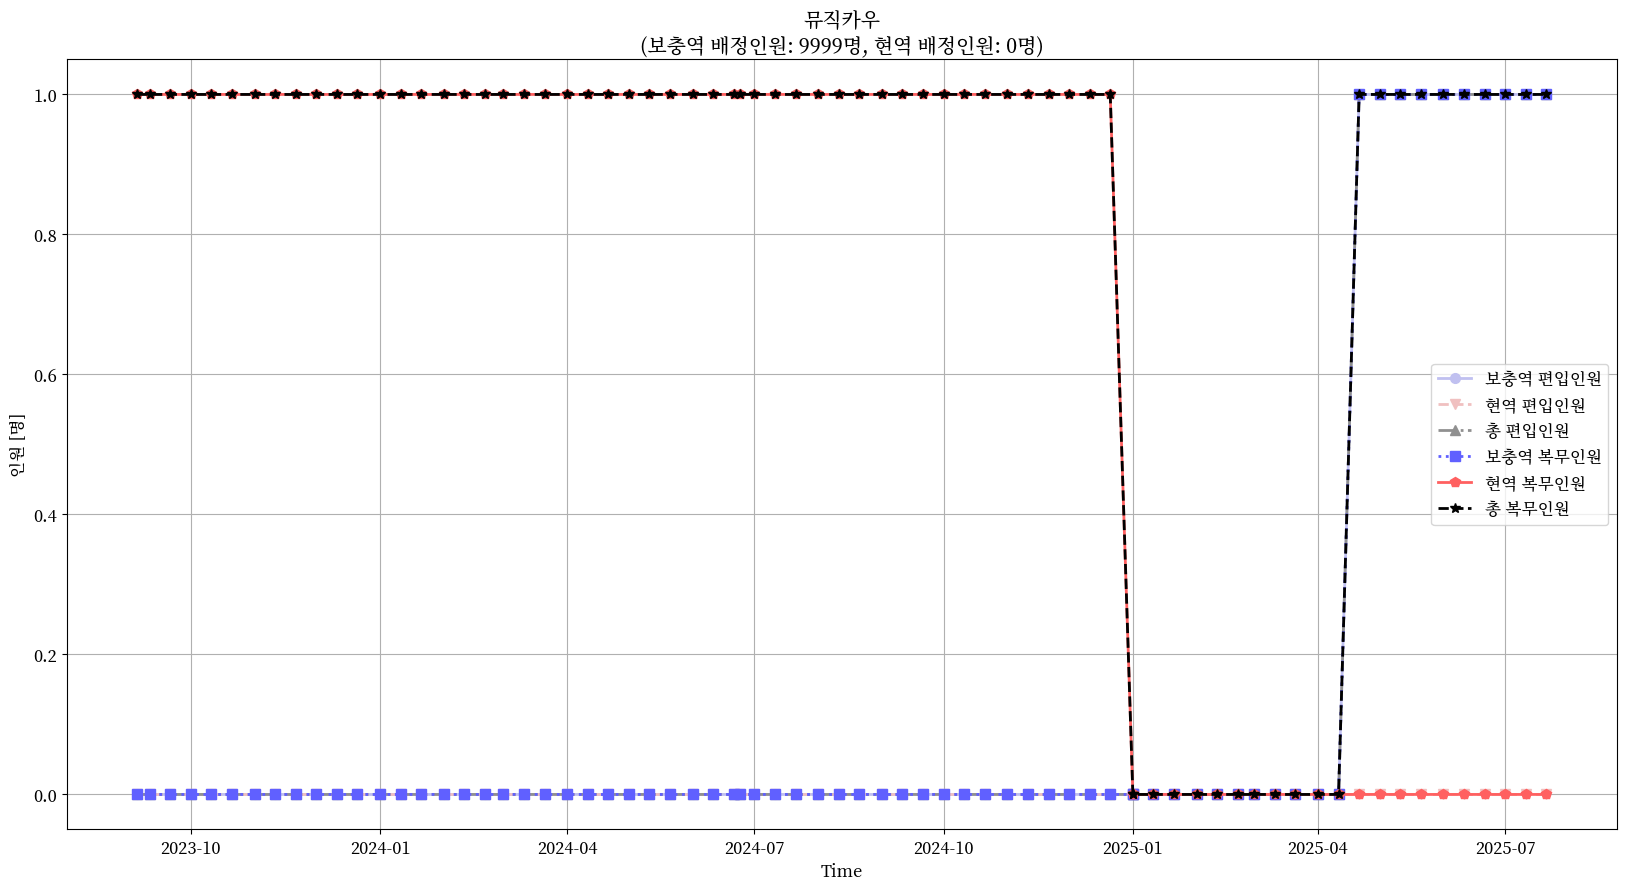 뮤직카우
(보충역 배정인원: 9999명, 현역 배정인원: 0명)
1.0
0.8
0.6
0.4
0.2
0.0
인원 [명]
보충역 편입인원
현역 편입인원
총 편입인원
보충역 복무인원
현역 복무인원
총 복무인원
2023-10
2024-01
2024-04
2024-07
2024-10
2025-01
2025-04
2025-07
Time